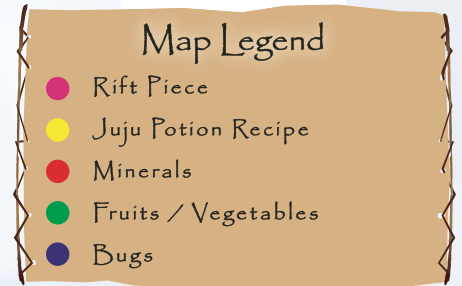 Map Legend
Rift Piece
Juju Potion Recipe
Minerals
Fruits / Vegetables
Bugs